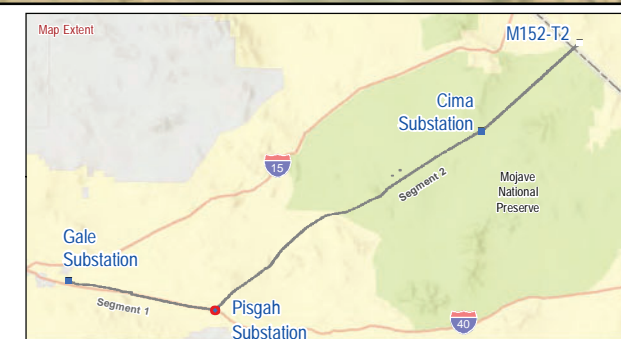 Map Extent
M152-T2
Cima
Substation
15
Segment 2
Mojave
National
Preserve
Gale
Substation
Segment 1
Pisgah
Substation
40